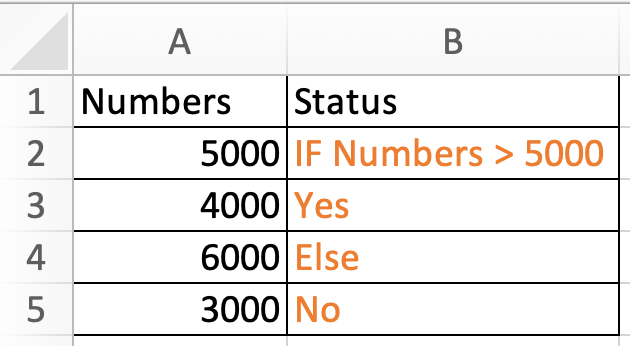 A B
1 Numbers Status
2 5000 IF Numbers > 5000
3 4000 Yes
4 6000 Else
5 3000 No